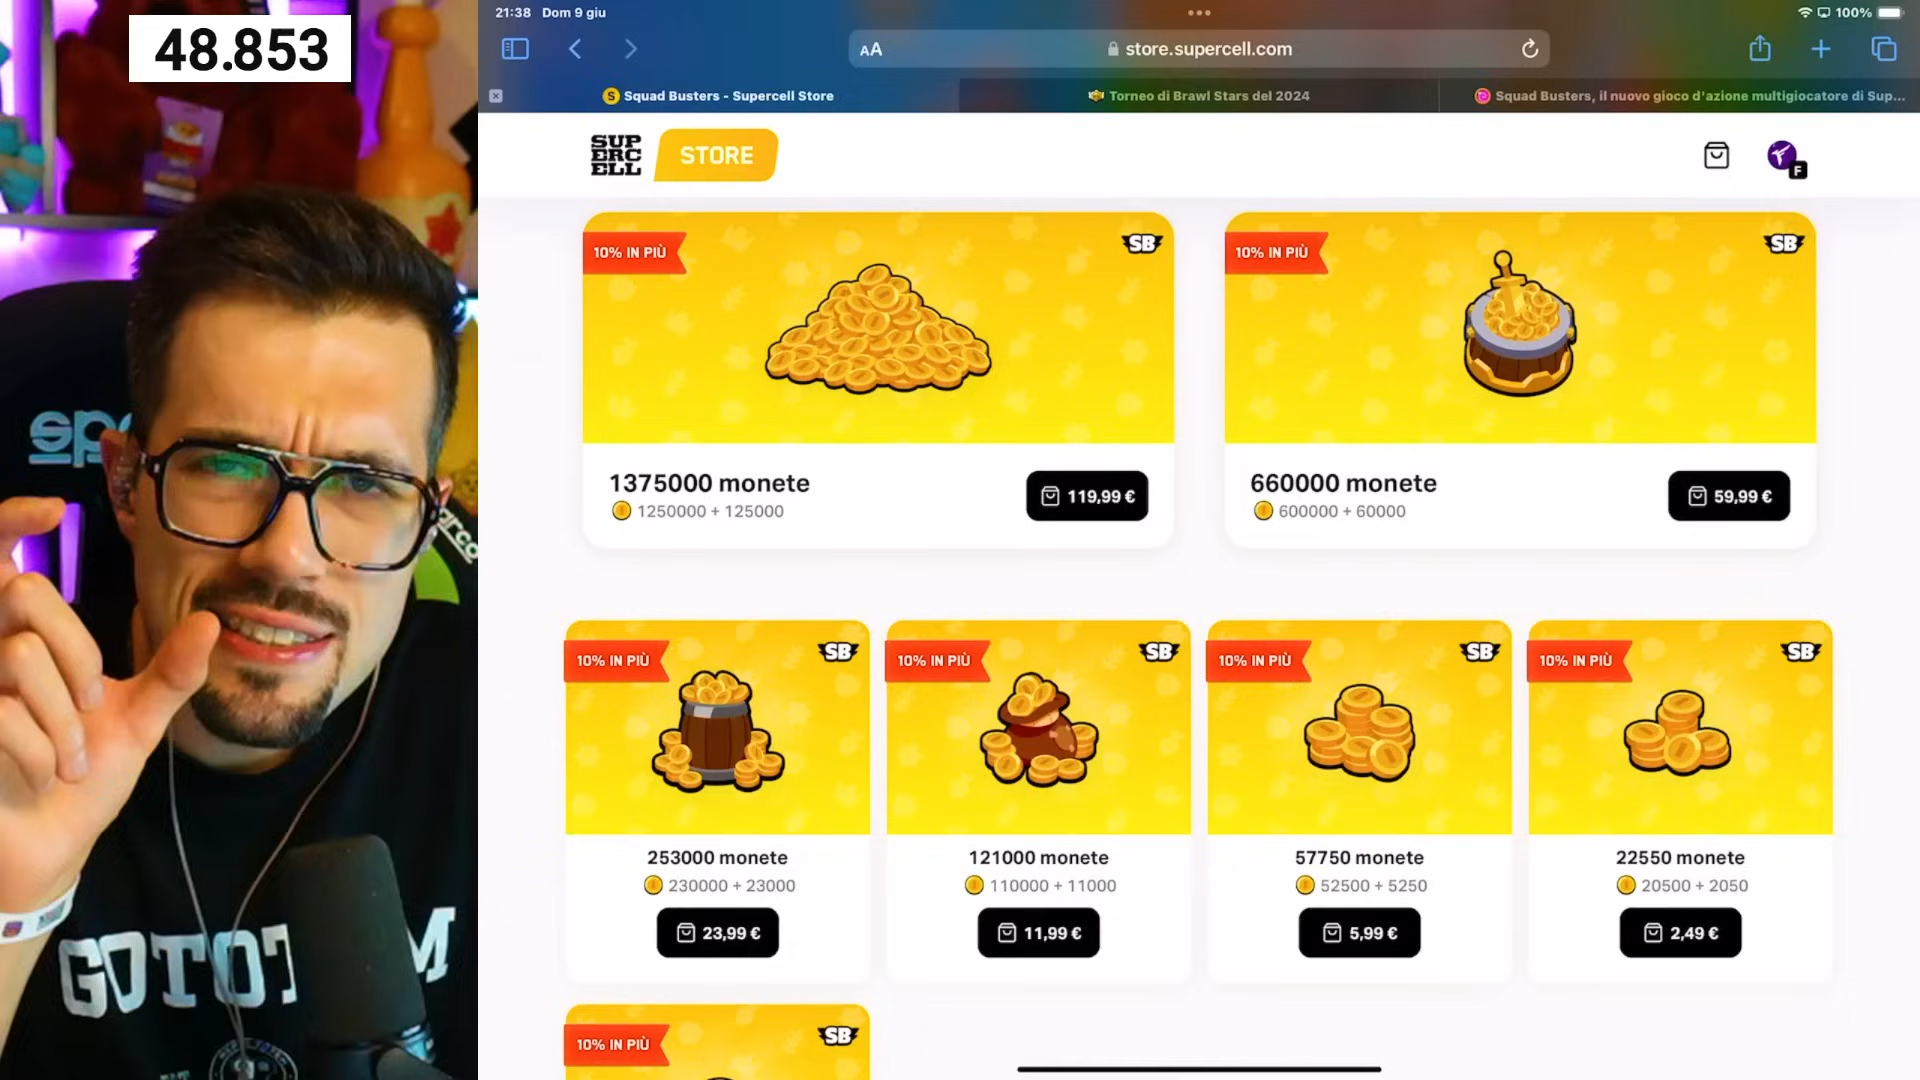 48.853
21:38 Dom 9 giu
100%
AA
store.supercell.com
S Squad Busters - Supercell Store
Torneo di Brawl Stars del 2024
Squad Busters, il nuovo gioco d'azione multigiocatore di Sup...
SUP
ERC
ELL
STORE
F
10% IN PIÙ
SB
10% IN PIÙ
SB
1375000 monete
1250000 + 125000
119,99 €
660000 monete
600000 + 60000
59,99 €
10% IN PIÙ
SB
10% IN PIÙ
SB
10% IN PIÙ
SB
10% IN PIÙ
SB
253000 monete
230000 + 23000
23,99 €
121000 monete
110000 + 11000
11,99 €
57750 monete
52500 + 5250
5,99 €
22550 monete
20500 + 2050
2,49 €
10% IN PIÙ
SB